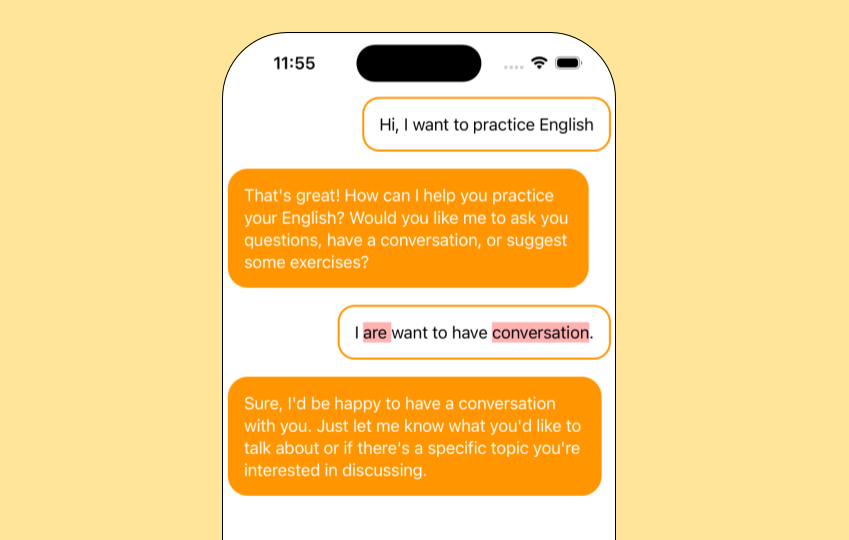 11:55
Hi, I want to practice English
That's great! How can I help you practice
your English? Would you like me to ask you
questions, have a conversation, or suggest
some exercises?
I are want to have conversation.
Sure, I'd be happy to have a conversation
with you. Just let me know what you'd like to
talk about or if there's a specific topic you're
interested in discussing.